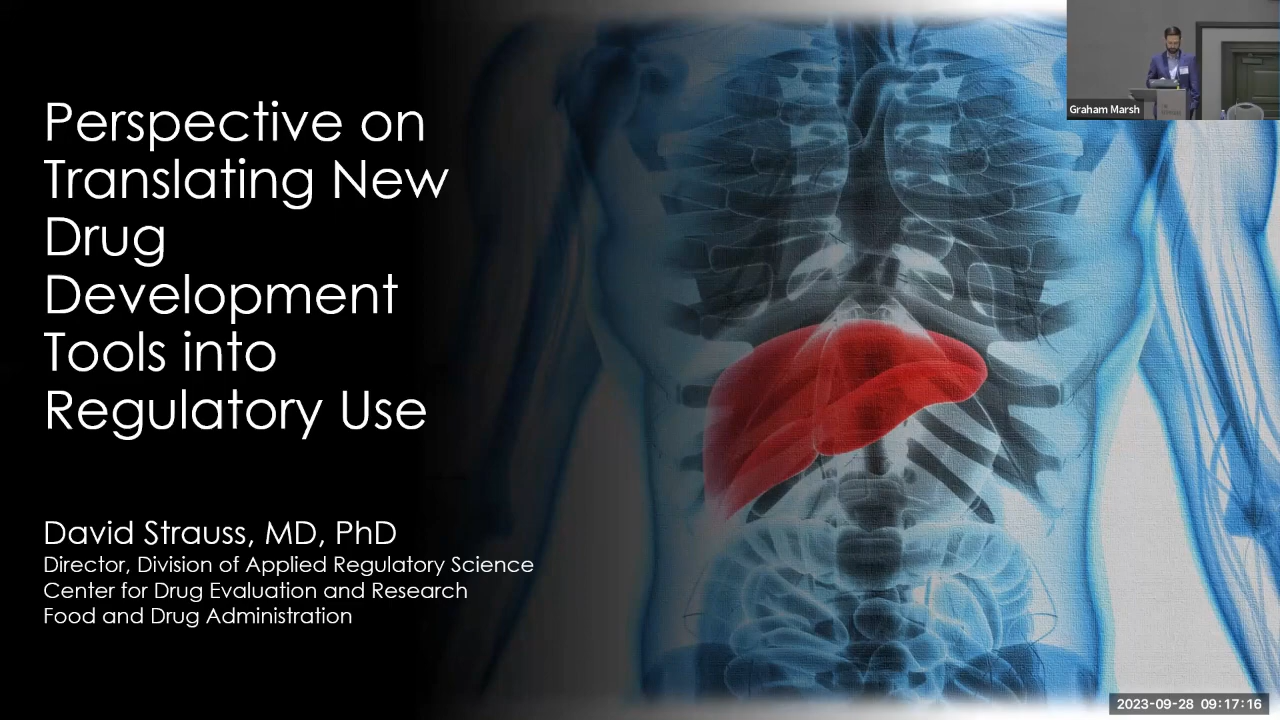 Perspective on
Translating New
Drug
Development
Tools into
Regulatory Use
David Strauss, MD, PhD
Director, Division of Applied Regulatory Science
Center for Drug Evaluation and Research
Food and Drug Administration
Graham Marsh
2023-09-28 09:17:16